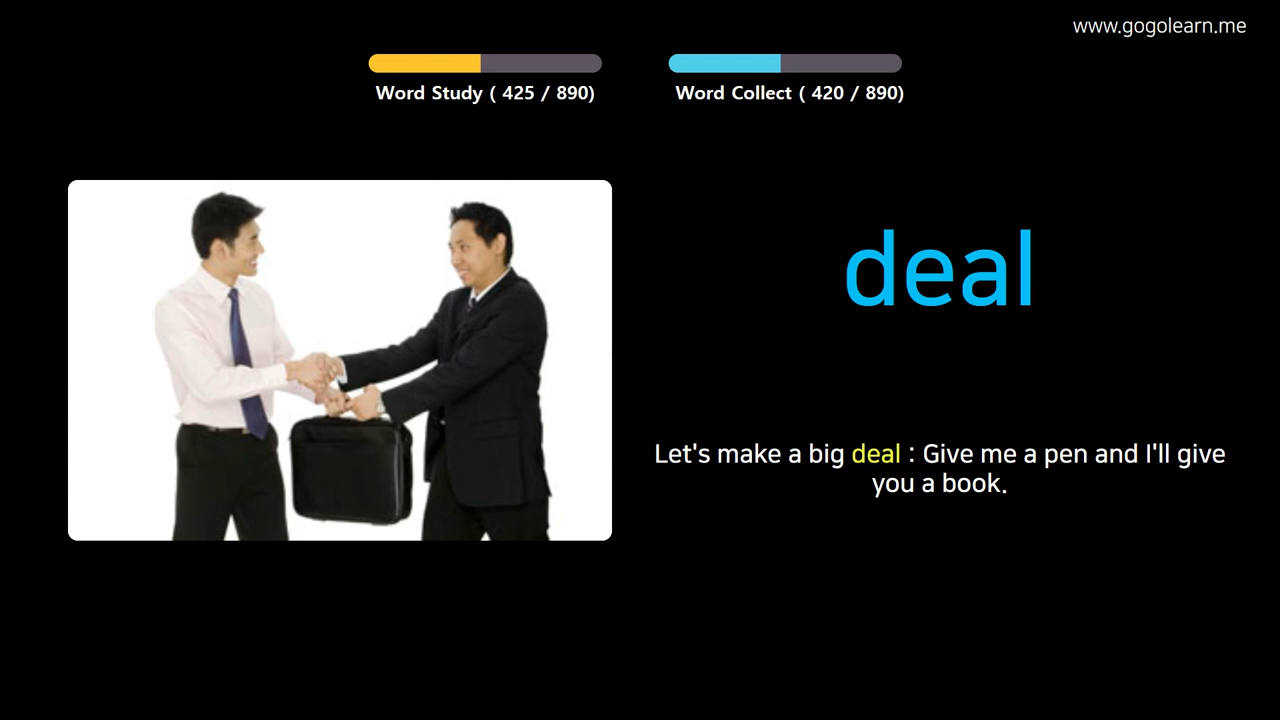 www.gogolearn.me
Word Study ( 425 / 890)
Word Collect ( 420 / 890)
deal
Let's make a big deal : Give me a pen and I'll give
you a book.